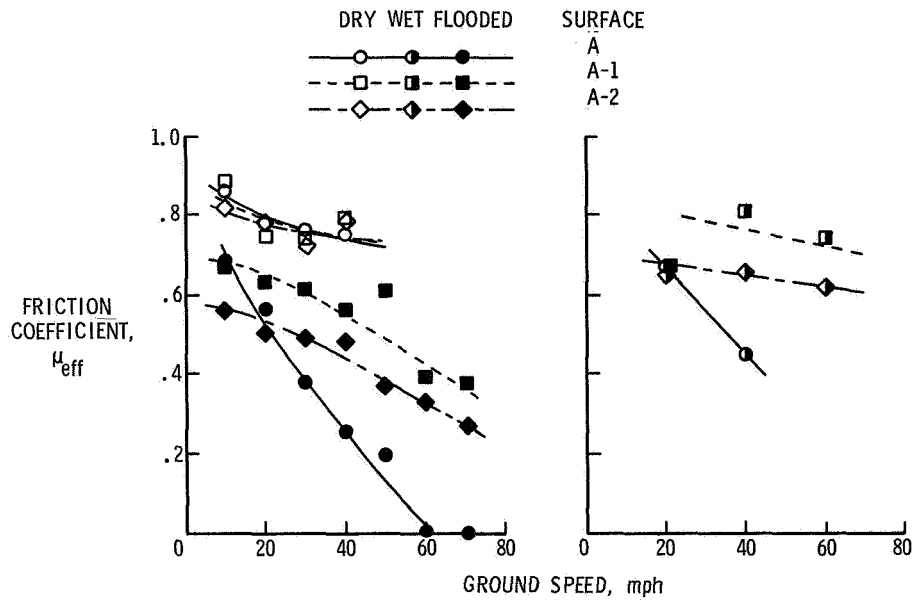 DRY WET FLOODED SURFACE
A
A-1
A-2
1.0
.8
.6
.4
.2
0 20 40 60 80 0 20 40 60 80
FRICTION
COEFFICIENT,
μeff
GROUND SPEED, mph